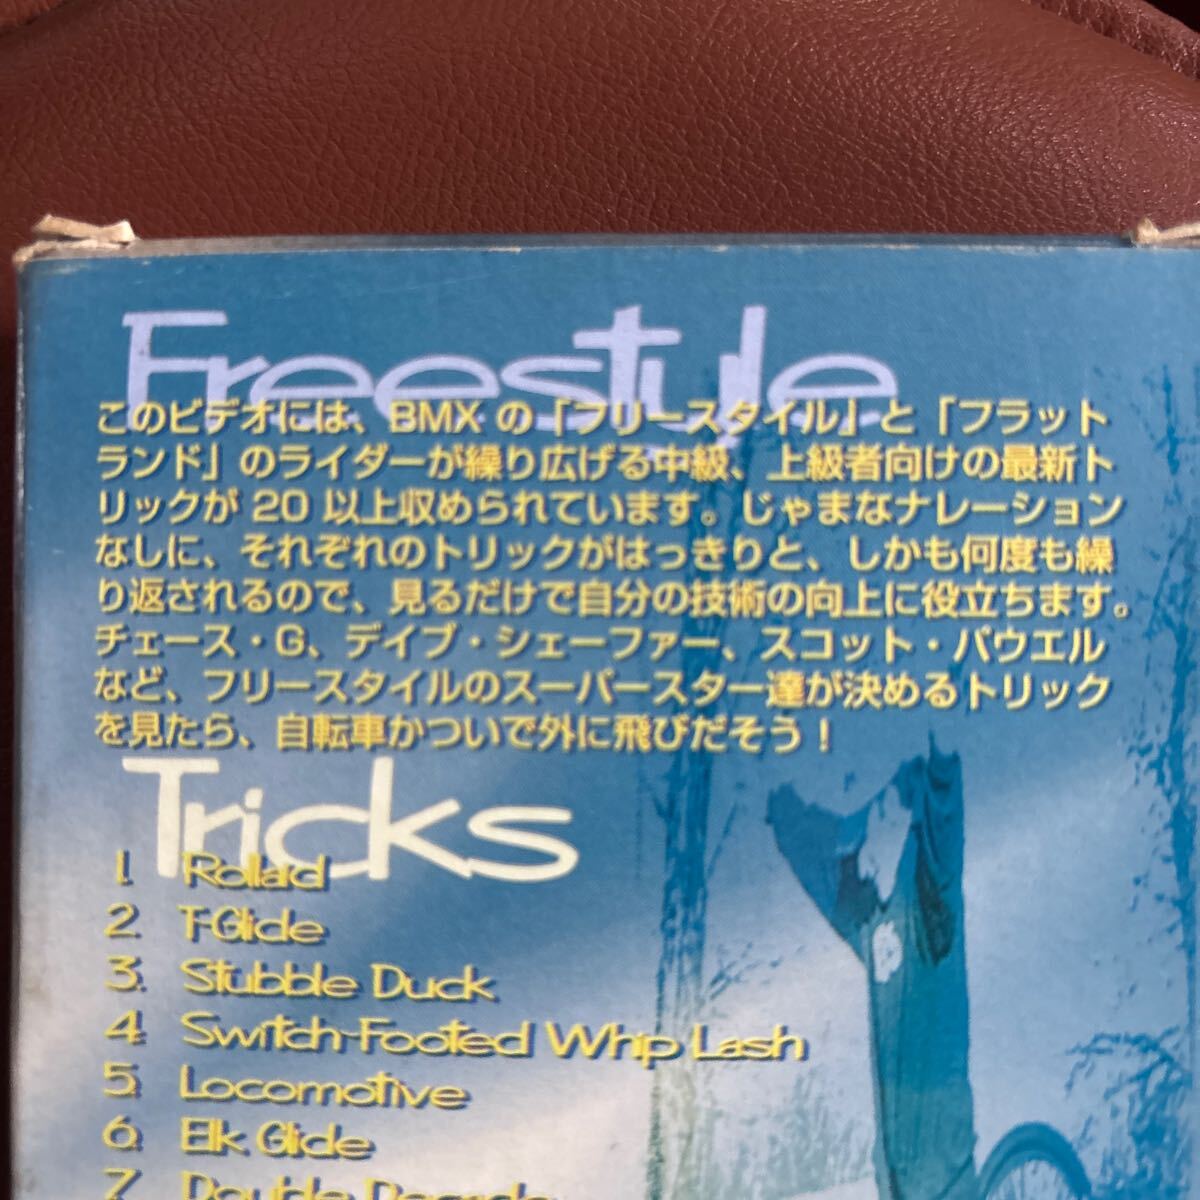 Freestyle
このビデオには、BMX の「フリースタイル」と「フラット
ランド」のライダーが繰り広げる中級、上級者向けの最新ト
リックが 20 以上収められています。じゃまなナレーション
なしに、それぞれのトリックがはっきりと、しかも何度も繰
り返されるので、見るだけで自分の技術の向上に役立ちます。
チェース・G、デイブ・シェーファー、スコット・パウエル
など、フリースタイルのスーパースター達が決めるトリック
を見たら、自転車かついで外に飛びだそう！
Tricks
1. Rollad
2. T-Glide
3. Stubble Duck
4. Switch-Footed Whip Lash
5. Locomotive
6. Elk Glide
7. Double